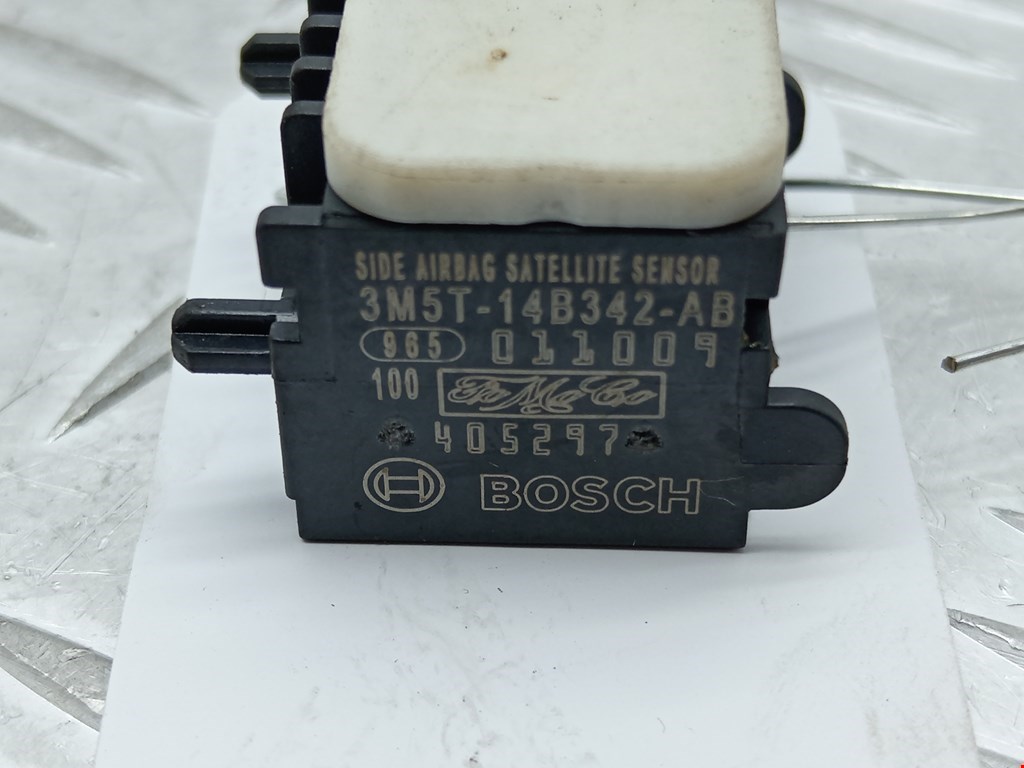 SIDE AIRBAG SATELLITE SENSOR
3M5T-14B342-AB
965 011009
100 FoMoCo
405297
BOSCH